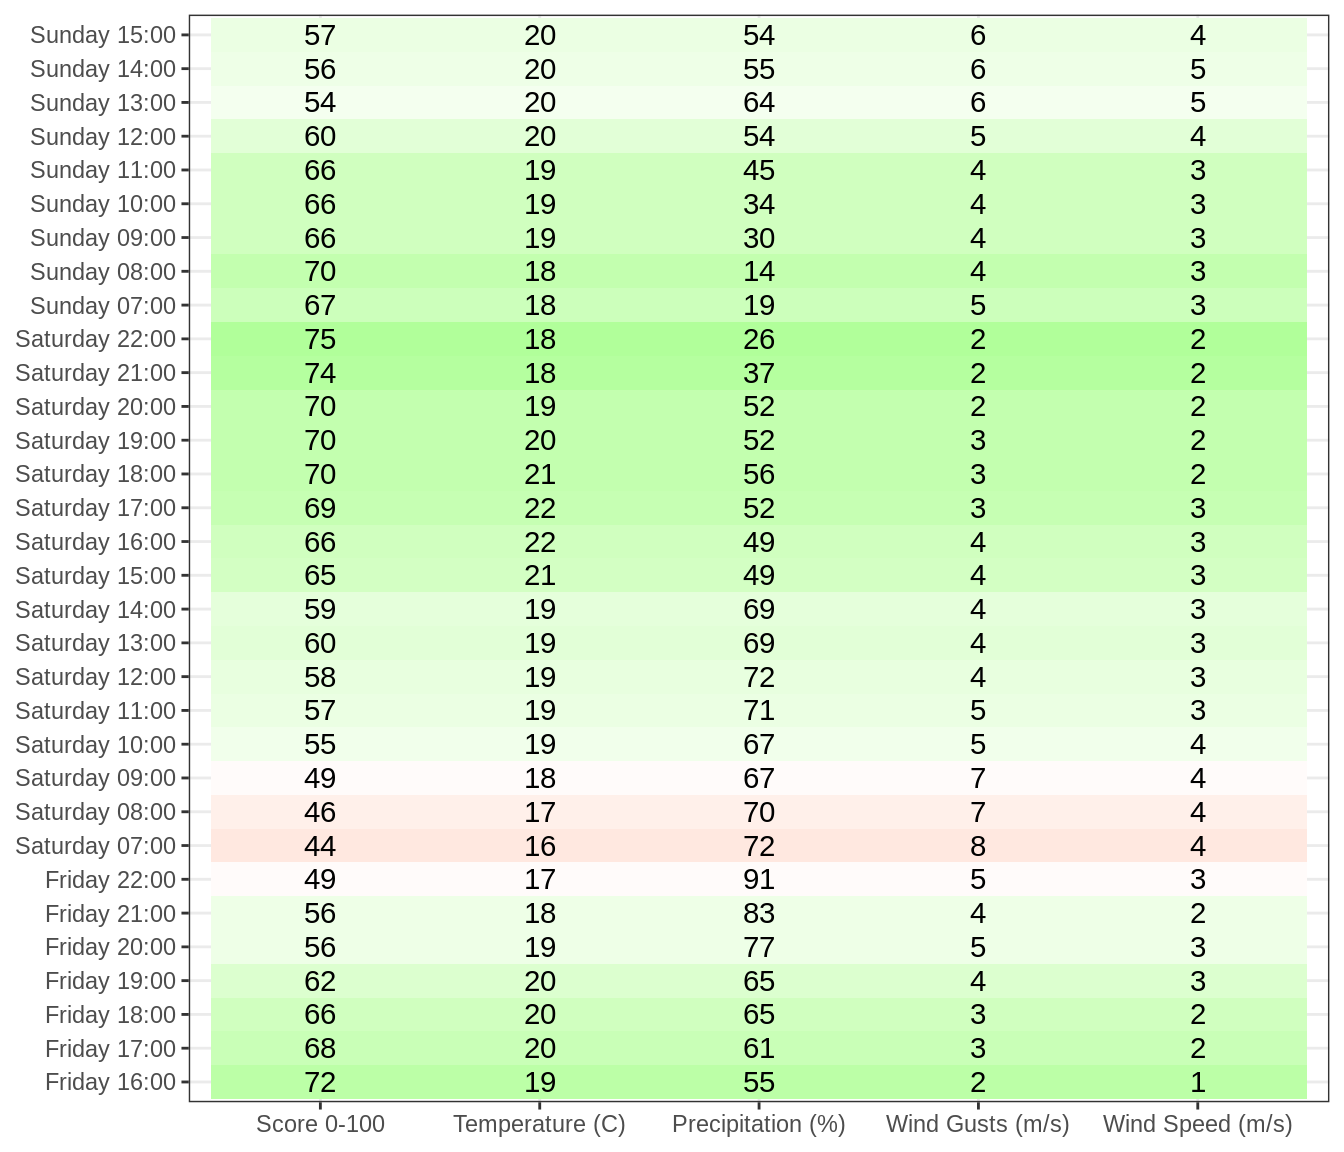 Sunday 15:00 57 20 54 6 4
Sunday 14:00 56 20 55 6 5
Sunday 13:00 54 20 64 6 5
Sunday 12:00 60 20 54 5 4
Sunday 11:00 66 19 45 4 3
Sunday 10:00 66 19 34 4 3
Sunday 09:00 66 19 30 4 3
Sunday 08:00 70 18 14 4 3
Sunday 07:00 67 18 19 5 3
Saturday 22:00 75 18 26 2 2
Saturday 21:00 74 18 37 2 2
Saturday 20:00 70 19 52 2 2
Saturday 19:00 70 20 52 3 2
Saturday 18:00 70 21 56 3 2
Saturday 17:00 69 22 52 3 3
Saturday 16:00 66 22 49 4 3
Saturday 15:00 65 21 49 4 3
Saturday 14:00 59 19 69 4 3
Saturday 13:00 60 19 69 4 3
Saturday 12:00 58 19 72 4 3
Saturday 11:00 57 19 71 5 3
Saturday 10:00 55 19 67 5 4
Saturday 09:00 49 18 67 7 4
Saturday 08:00 46 17 70 7 4
Saturday 07:00 44 16 72 8 4
Friday 22:00 49 17 91 5 3
Friday 21:00 56 18 83 4 2
Friday 20:00 56 19 77 5 3
Friday 19:00 62 20 65 4 3
Friday 18:00 66 20 65 3 2
Friday 17:00 68 20 61 3 2
Friday 16:00 72 19 55 2 1
Score 0-100 Temperature (C) Precipitation (%) Wind Gusts (m/s) Wind Speed (m/s)